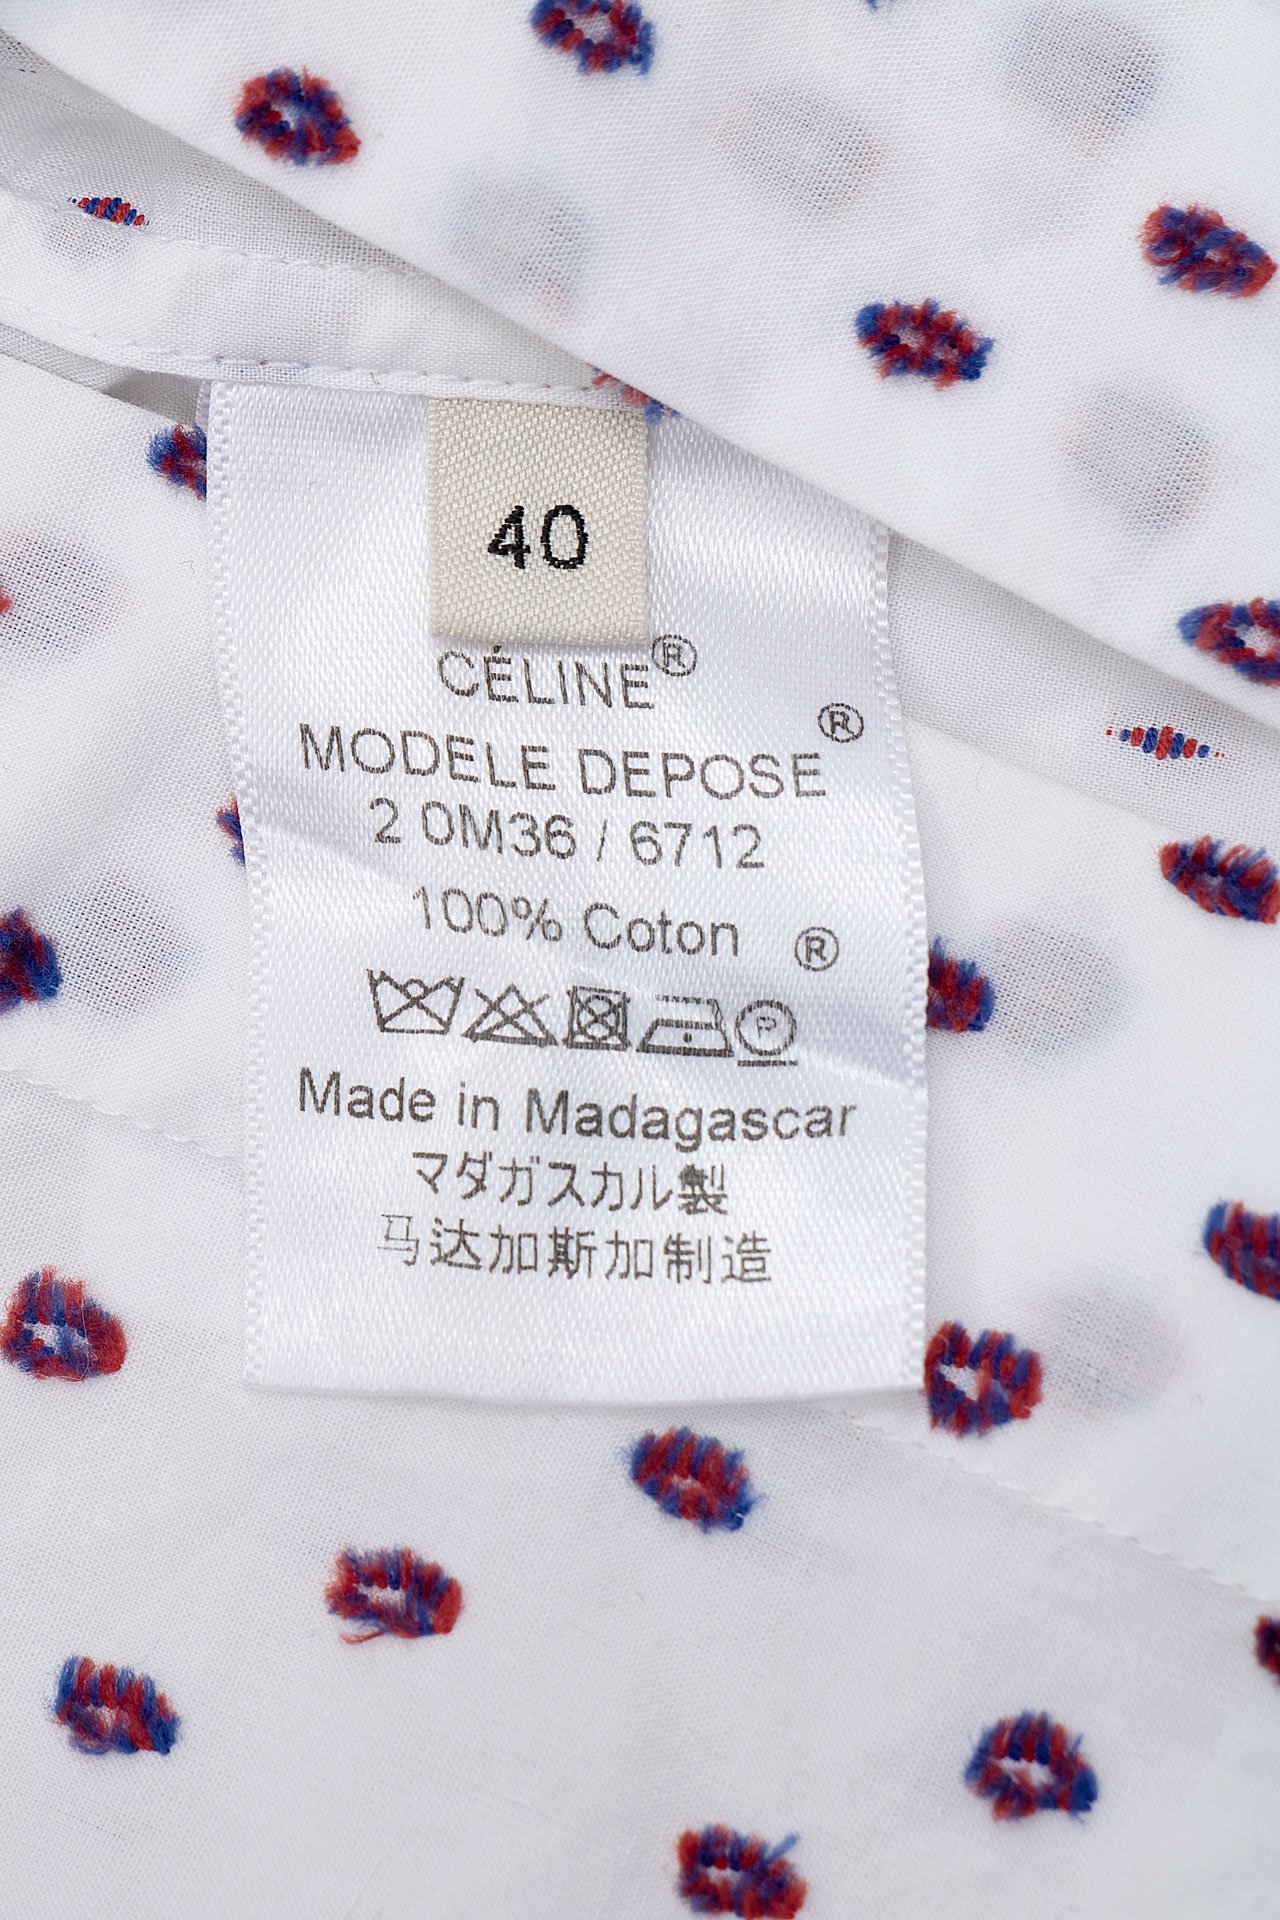 40
CÉLINE®
MODELE DEPOSE®
2 0M36 / 6712
100% Coton ®
P
Made in Madagascar
マダガスカル製
马达加斯加制造